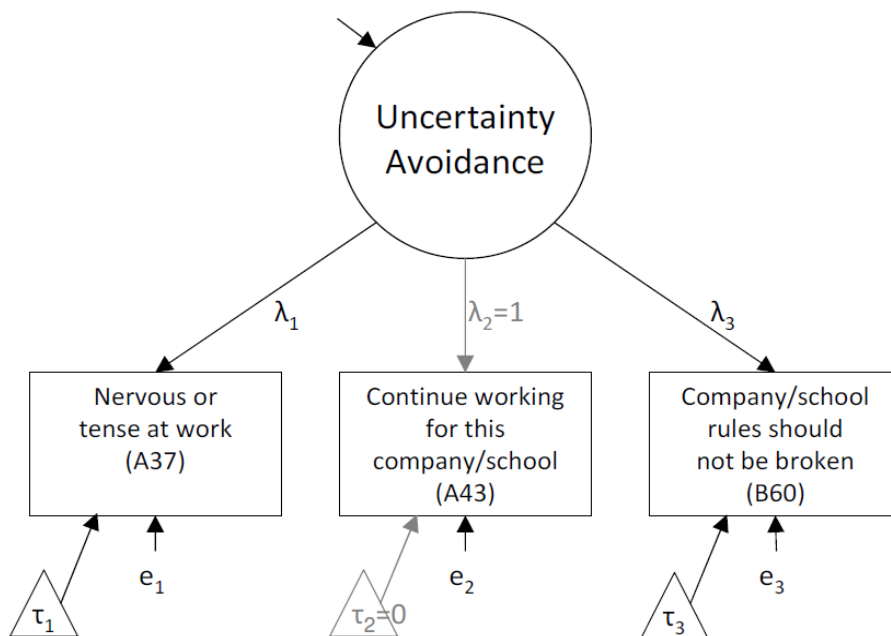 Uncertainty
Avoidance
λ₁
λ₂=1
λ₃
Nervous or
tense at work
(A37)
Continue working
for this
company/school
(A43)
Company/school
rules should
not be broken
(B60)
τ₁
e₁
τ₂=0
e₂
τ₃
e₃